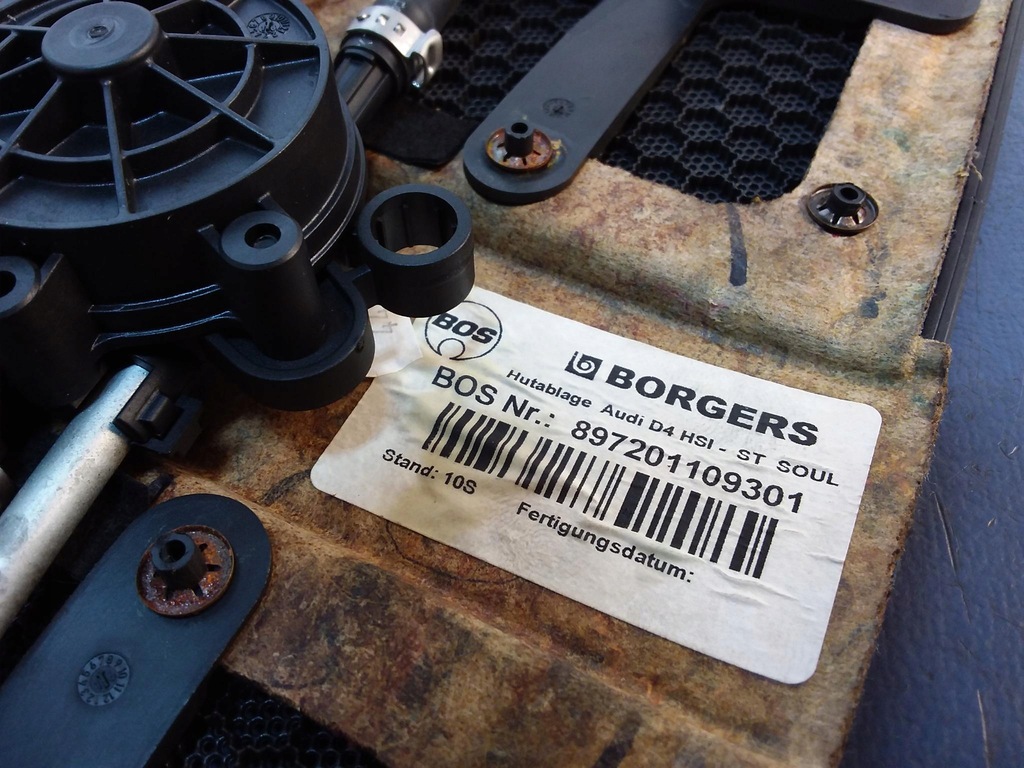 BOS
BORGERS
Hutablage Audi D4 HSI - ST SOUL
BOS Nr.: 897201109301
Stand: 10S
Fertigungsdatum: